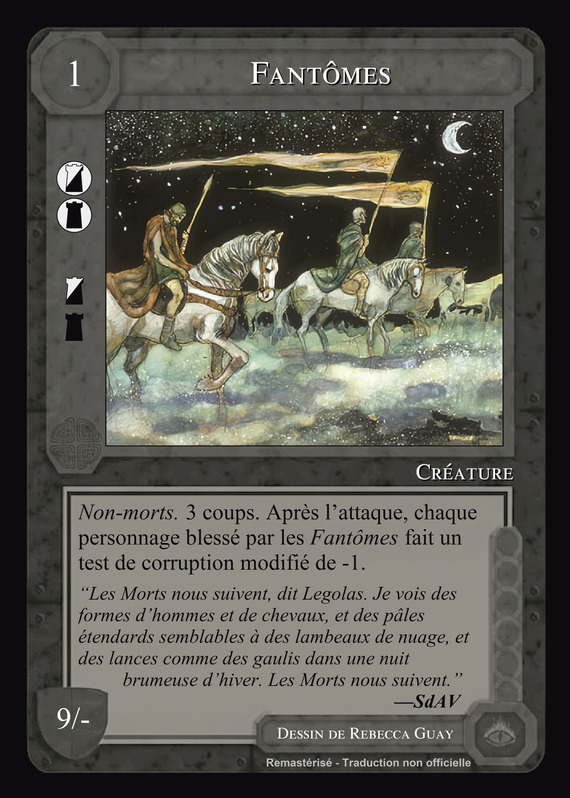 1
Fantômes
Créature
Non-morts. 3 coups. Après l’attaque, chaque
personnage blessé par les Fantômes fait un
test de corruption modifié de -1.
“Les Morts nous suivent, dit Legolas. Je vois des
formes d’hommes et de chevaux, et des pâles
étendards semblables à des lambeaux de nuage, et
des lances comme des gaulis dans une nuit
brumeuse d’hiver. Les Morts nous suivent.”
—SdAV
9/-
Dessin de Rebecca Guay
Remastérisé - Traduction non officielle